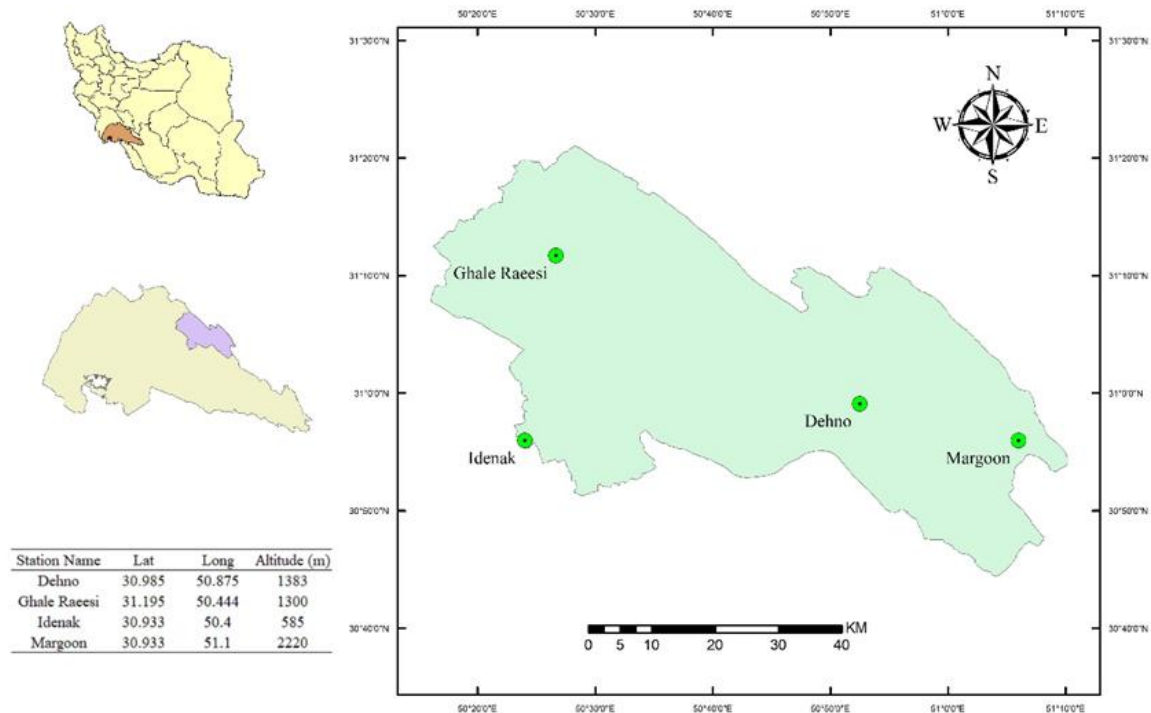 50°20'0"E 50°30'0"E 50°40'0"E 50°50'0"E 51°0'0"E 51°10'0"E
31°30'0"N 31°30'0"N
N
W E
S
31°20'0"N 31°20'0"N
Ghale Raeesi
31°10'0"N 31°10'0"N
31°0'0"N 31°0'0"N
Dehno
Idenak
Margoon
30°50'0"N 30°50'0"N
30°40'0"N 30°40'0"N
KM
0 5 10 20 30 40
50°20'0"E 50°30'0"E 50°40'0"E 50°50'0"E 51°0'0"E 51°10'0"E
Station Name Lat Long Altitude (m)
Dehno 30.985 50.875 1383
Ghale Raeesi 31.195 50.444 1300
Idenak 30.933 50.4 585
Margoon 30.933 51.1 2220